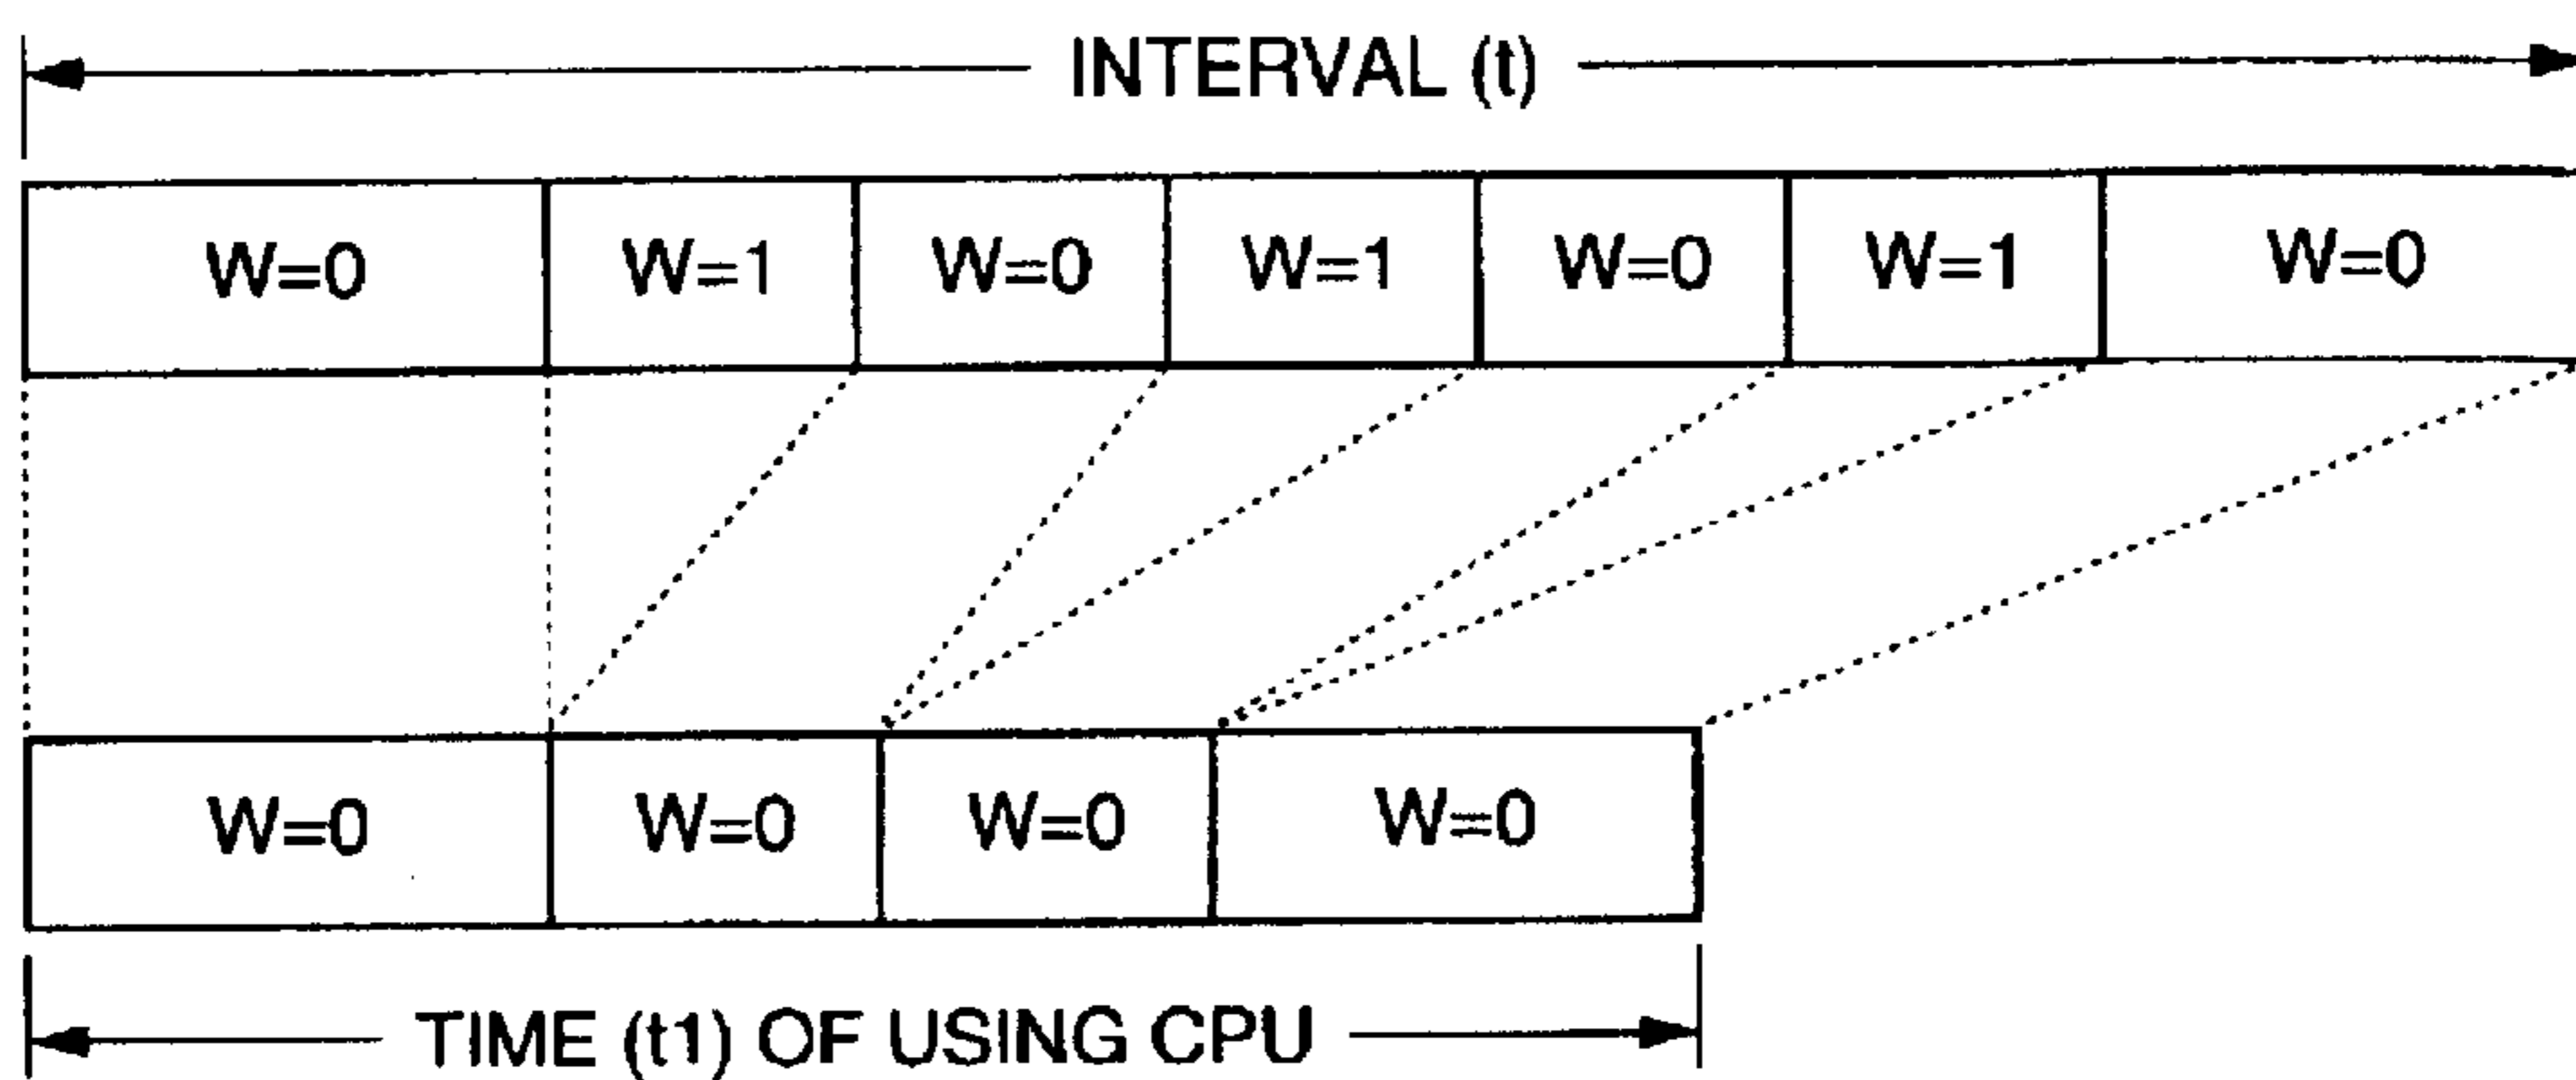 INTERVAL (t)
W=0 W=1 W=0 W=1 W=0 W=1 W=0
W=0 W=0 W=0 W=0
TIME (t1) OF USING CPU